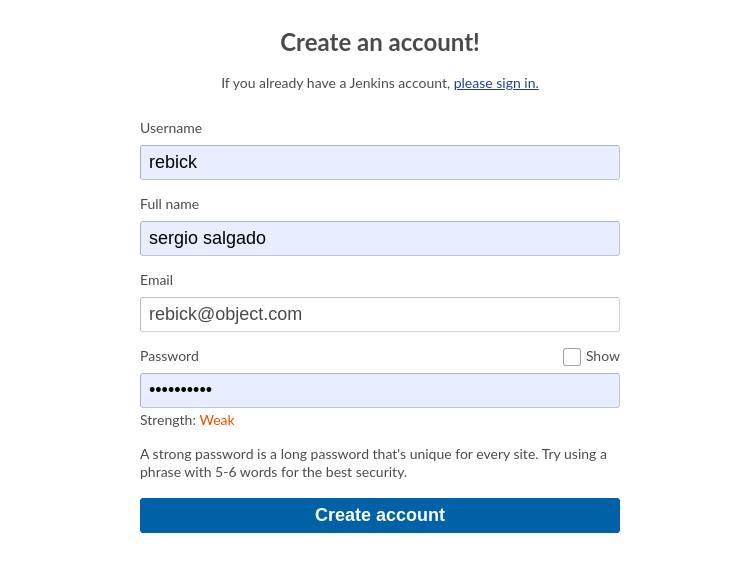 Create an account!
If you already have a Jenkins account, please sign in.
Username
rebick
Full name
sergio salgado
Email
rebick@object.com
Password
Show
••••••••••
Strength: Weak
A strong password is a long password that's unique for every site. Try using a
phrase with 5-6 words for the best security.
Create account